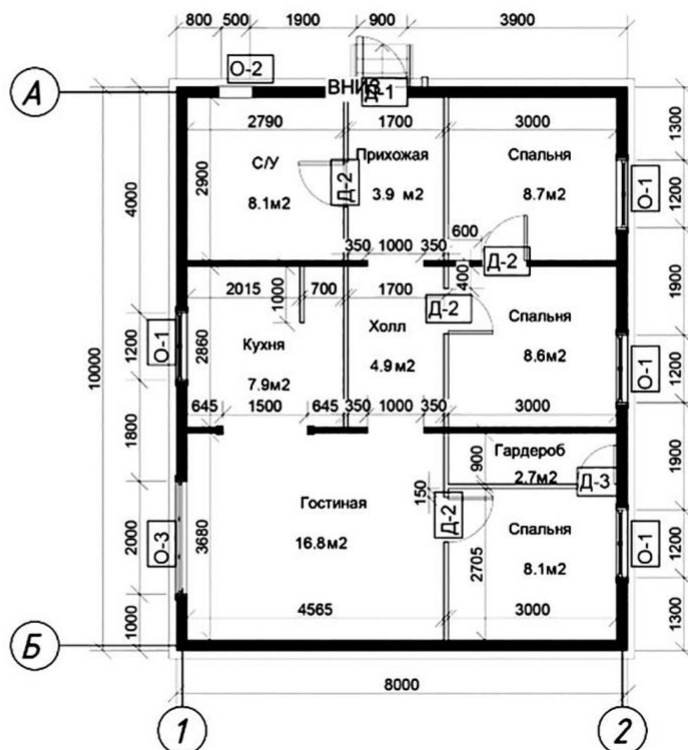 800 500 1900 900 3900
О-2
А
ВНИЗ
Д-1
2790 1700 3000
1300
С/У Прихожая Спальня
8.1м2 3.9 м2 8.7м2
2900
Д-2
О-1
1200
4000
600
350 1000 350
Д-2
400
1900
2015 700 1700
1000
Д-2
Холл Спальня
Кухня
4.9м2 8.6м2
7.9м2
О-1
1200
2860
10000
О-1
1200
645 1500 645 350 1000 350 3000
1800
Гардероб
2.7м2
900
Д-3
1900
150
Гостиная
16.8м2
Д-2
Спальня
8.1м2
О-3
2000
3680
2705
О-1
1200
4565 3000
1000
1300
Б
8000
1 2